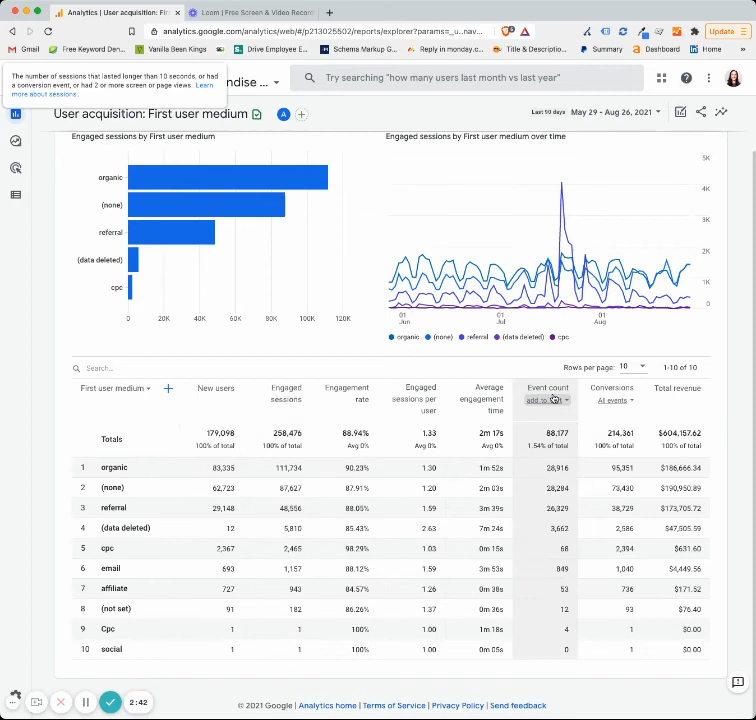 Analytics | User acquisition: First
Loom | Free Screen & Video Record
analytics.google.com/analytics/web/#/p213025502/reports/explorer?params=_u..nav...
Update
Gmail
Free Keyword Den...
Vanilla Bean Kings
Drive Employee E...
Schema Markup G...
Reply in monday.c...
Title & Descriptio...
Summary
Dashboard
Home
The number of sessions that lasted longer than 10 seconds, or had
a conversion event, or had 2 or more screen or page views. Learn
more about sessions.
ndise ...
Try searching "how many users last month vs last year"
User acquisition: First user medium
A
Last 90 days May 29 - Aug 26, 2021
Engaged sessions by First user medium
organic
(none)
referral
(data deleted)
cpc
0 20K 40K 60K 80K 100K 120K
Engaged sessions by First user medium over time
5K
4K
3K
2K
1K
0
01 Jun
01 Jul
01 Aug
organic (none) referral (data deleted) cpc
Search...
Rows per page: 10 1-10 of 10
First user medium New users Engaged sessions Engagement rate Engaged sessions per user Average engagement time Event count Conversions All events Total revenue
Totals 179,098 258,476 88.94% 1.33 2m 17s 88,177 214,361 $604,157.62
100% of total 100% of total Avg 0% Avg 0% Avg 0% 1.54% of total 100% of total 100% of total
1 organic 83,335 111,734 90.23% 1.30 1m 52s 28,916 95,351 $186,666.34
2 (none) 62,723 87,627 87.91% 1.20 2m 03s 28,284 73,430 $190,950.89
3 referral 29,148 48,556 88.05% 1.59 3m 39s 26,329 38,729 $173,705.72
4 (data deleted) 12 5,810 85.43% 2.63 7m 24s 3,662 2,586 $47,505.59
5 cpc 2,367 2,465 98.29% 1.03 0m 15s 68 2,394 $631.60
6 email 693 1,157 88.12% 1.59 3m 53s 849 1,040 $4,449.56
7 affiliate 727 943 84.57% 1.26 0m 38s 53 736 $171.52
8 (not set) 91 182 86.26% 1.37 0m 36s 12 93 $76.40
9 Cpc 1 1 100% 1.00 1m 18s 4 1 $0.00
10 social 1 1 100% 1.00 0m 05s 0 1 $0.00
2:42
© 2021 Google | Analytics home | Terms of Service | Privacy Policy | Send feedback